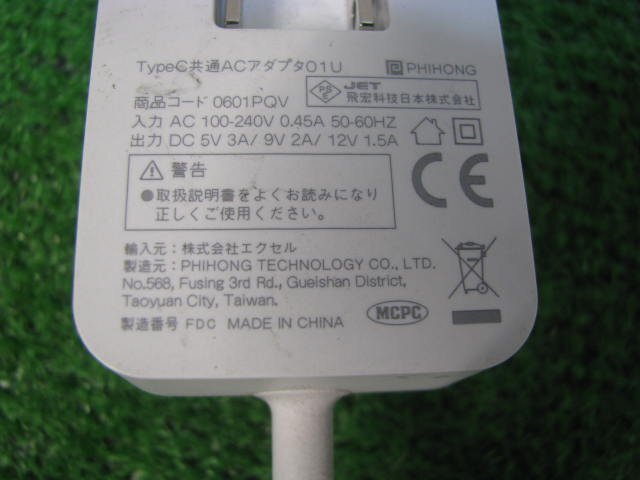 TypeC共通ACアダプタ01U PHIHONG
商品コード 0601PQV PS E JET 飛宏科技日本株式会社
入力 AC 100-240V 0.45A 50-60HZ
出力 DC 5V 3A/ 9V 2A/ 12V 1.5A
CE
警告
●取扱説明書をよくお読みになり
正しくご使用ください。
輸入元：株式会社エクセル
製造元：PHIHONG TECHNOLOGY CO., LTD.
No.568, Fusing 3rd Rd., Gueishan District,
Taoyuan City, Taiwan.
MCPC
製造番号 FDC MADE IN CHINA